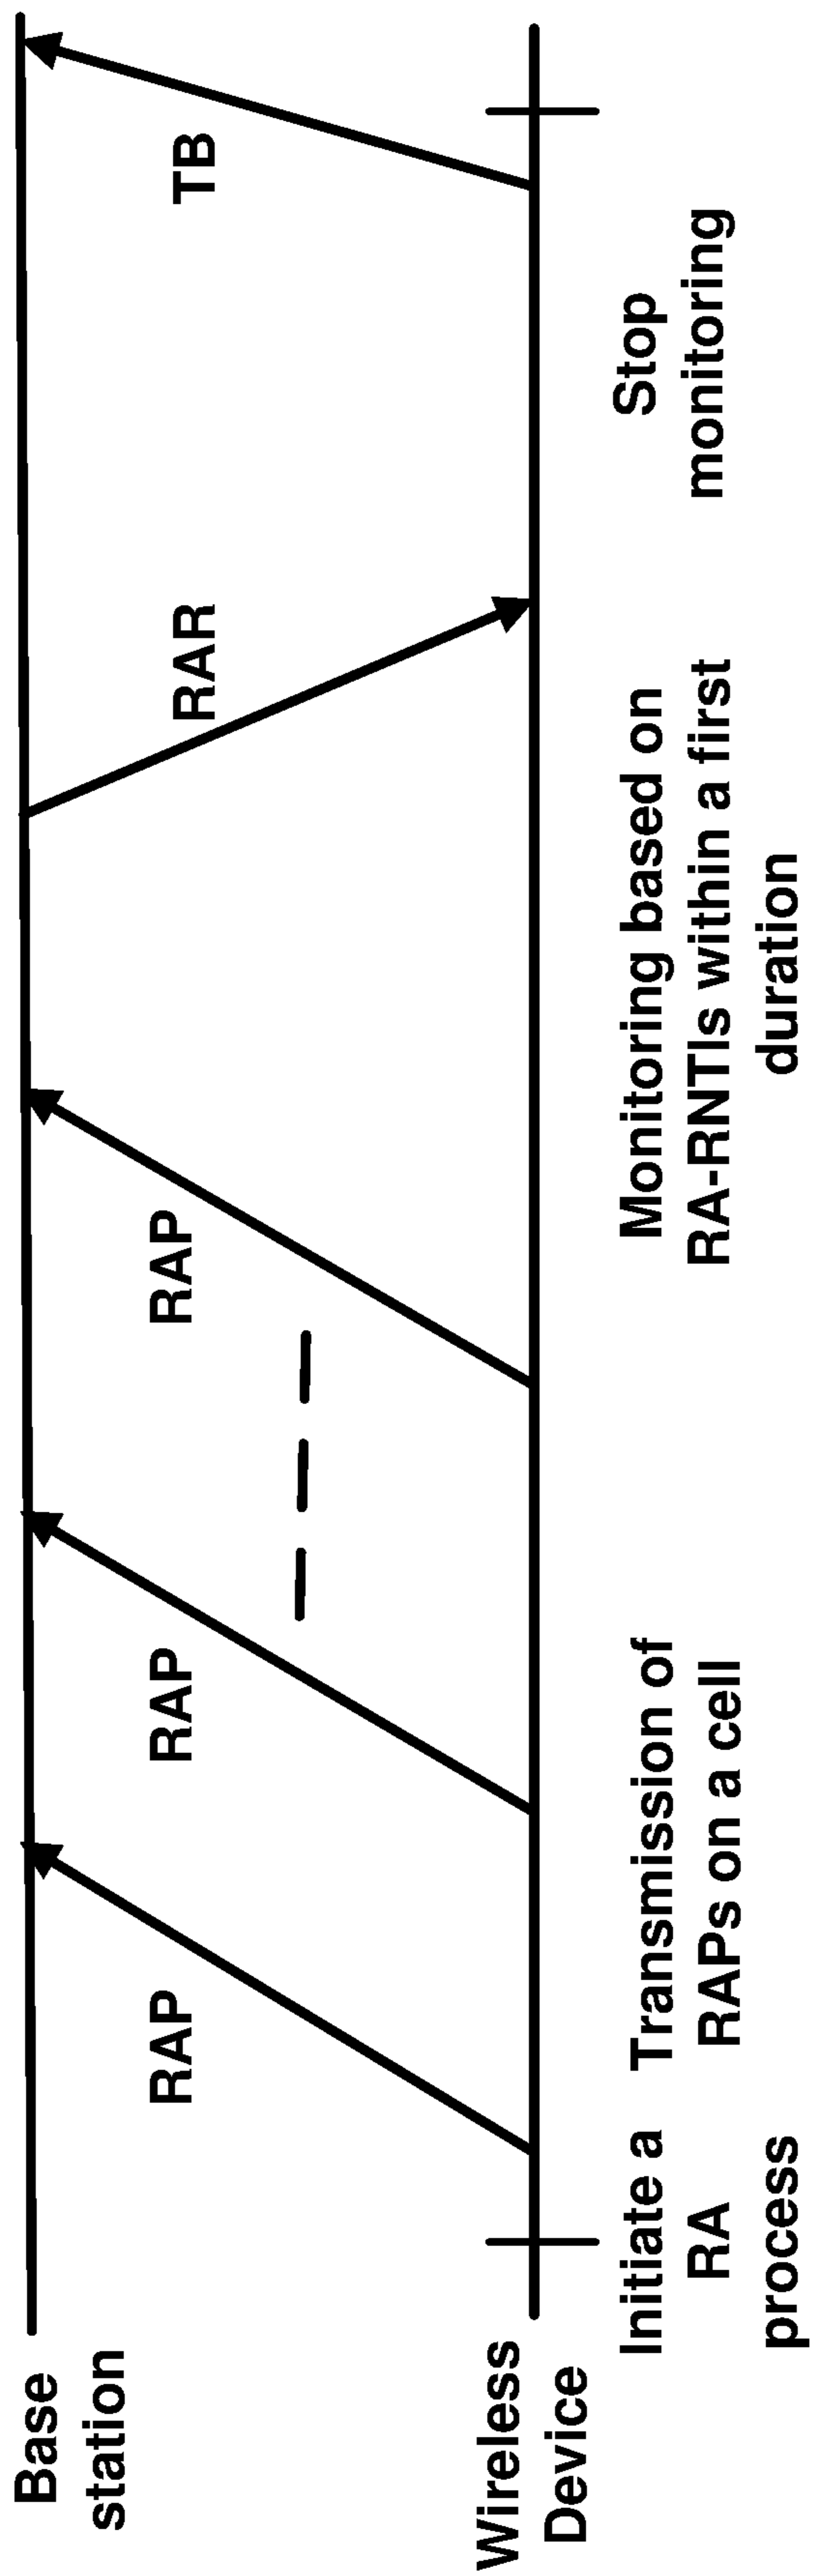 Base
station
RAP
RAP
RAP
RAR
TB
Wireless
Device
Initiate a
RA
process
Transmission of
RAPs on a cell
Monitoring based on
RA-RNTIs within a first
duration
Stop
monitoring